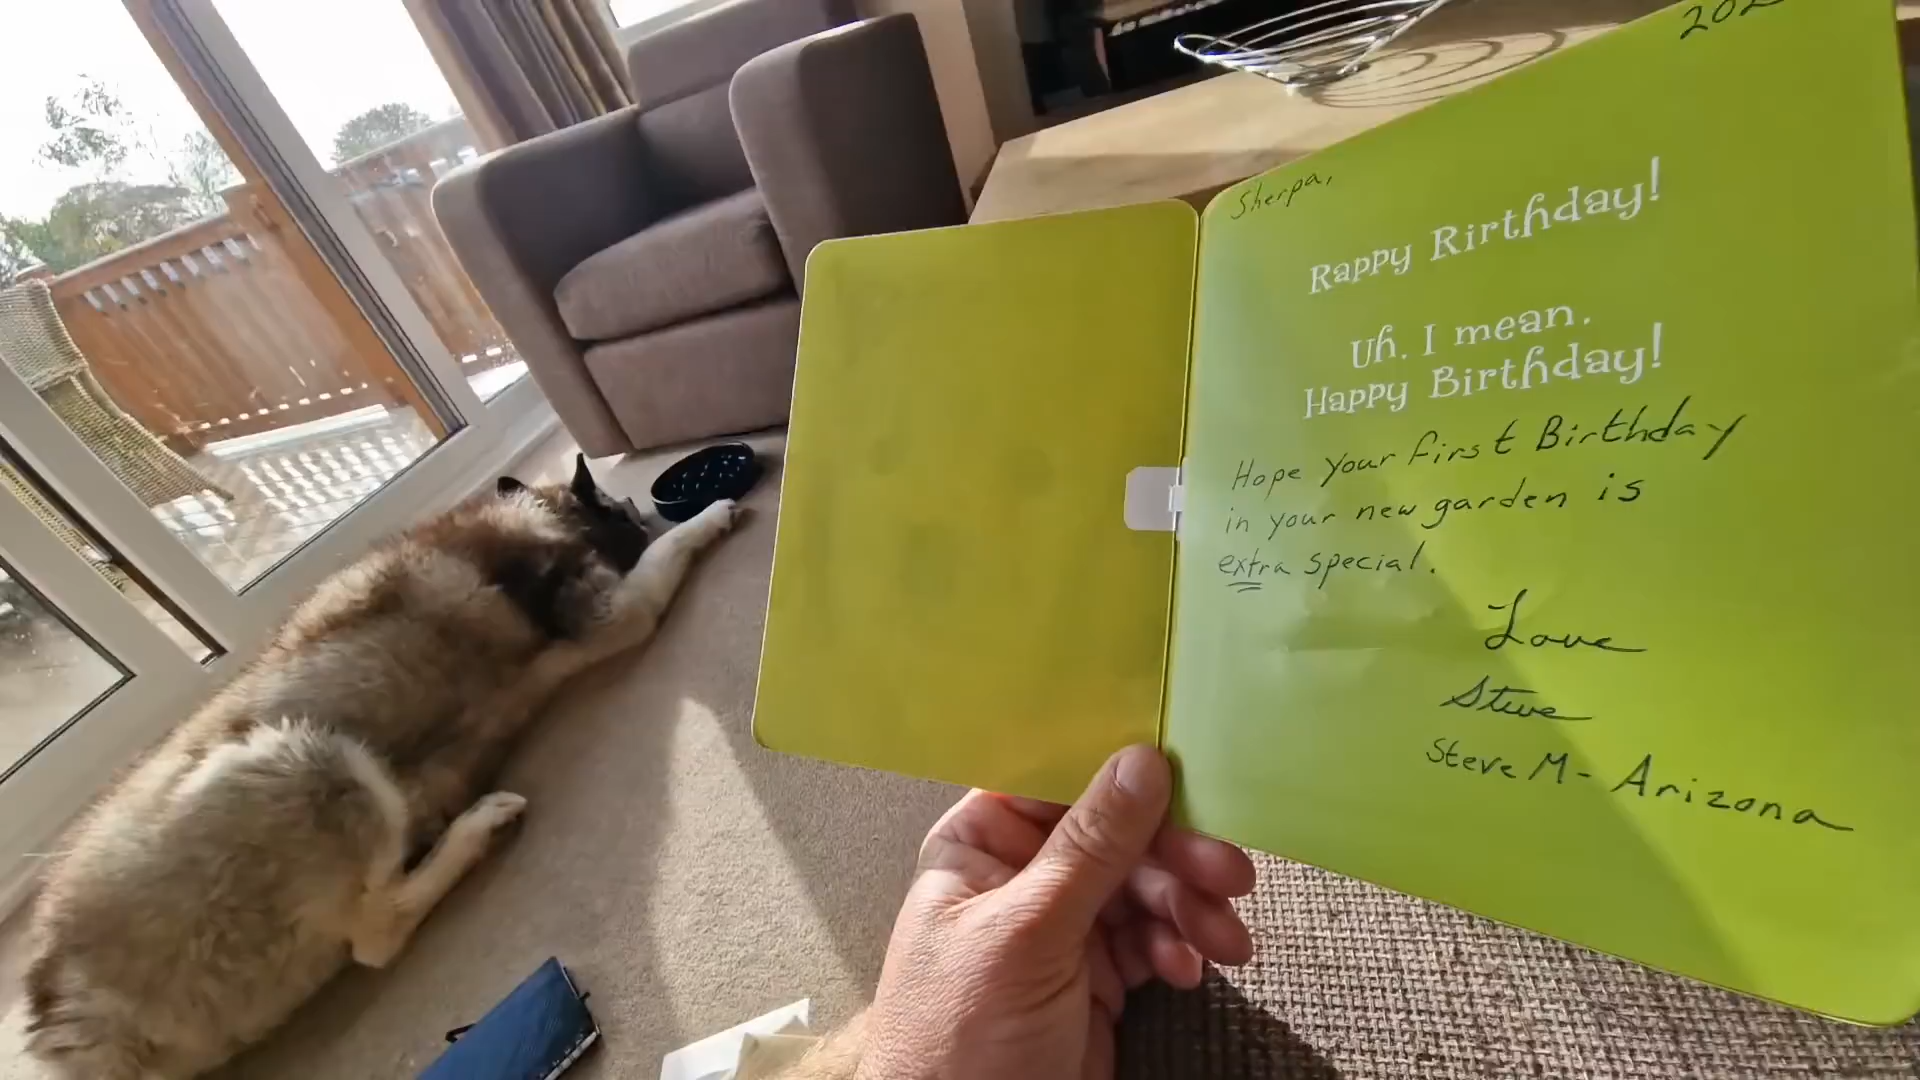 Sherpa,
Rappy Rirthday!
Uh. I mean.
Happy Birthday!
Hope your first Birthday
in your new garden is
extra special.
Love
Steve
Steve M- Arizona